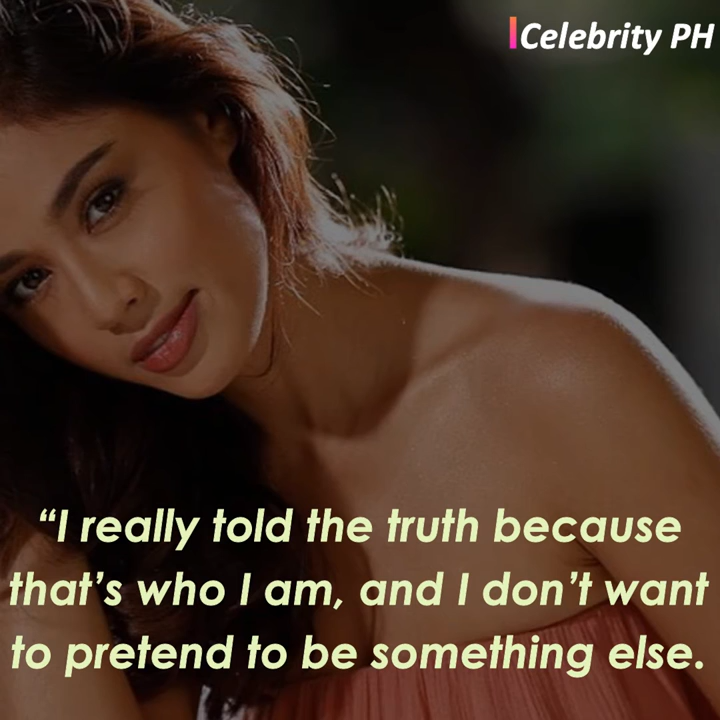 Celebrity PH
“I really told the truth because
that’s who I am, and I don’t want
to pretend to be something else.